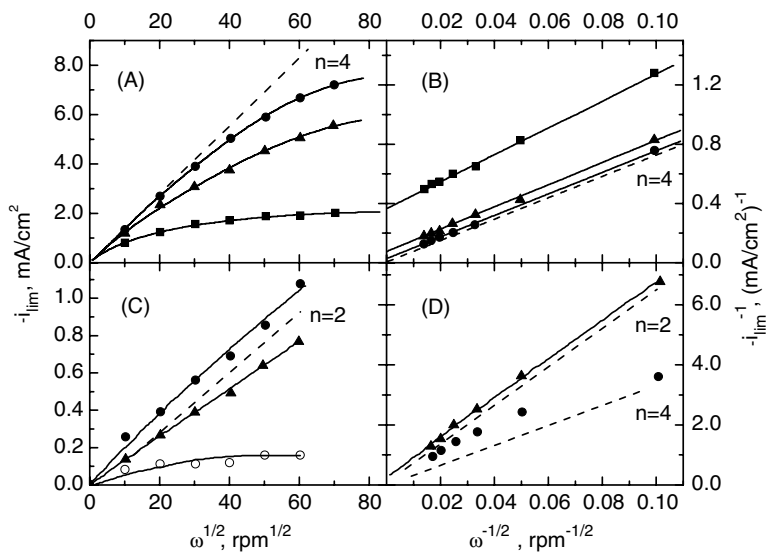 0 20 40 60 80
0.02 0.04 0.06 0.08 0.10
8.0
6.0
4.0
2.0
0.0
(A)
n=4
(B)
n=4
1.2
0.8
0.4
0.0
-i_lim, mA/cm²
-i_lim⁻¹, (mA/cm²)⁻¹
1.0
0.8
0.6
0.4
0.2
0.0
(C)
n=2
(D)
n=2
n=4
6.0
4.0
2.0
0.0
0 20 40 60 80
0.02 0.04 0.06 0.08 0.10
ω^1/2, rpm^1/2
ω^-1/2, rpm^-1/2